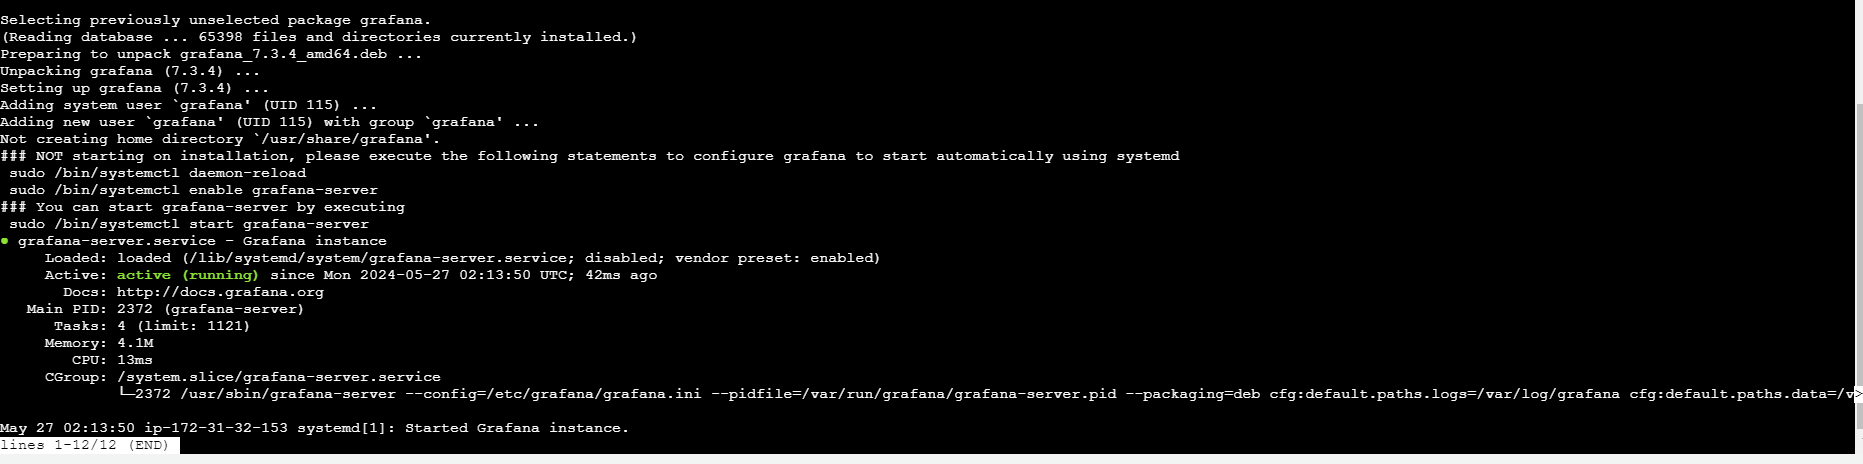 Selecting previously unselected package grafana.
(Reading database ... 65398 files and directories currently installed.)
Preparing to unpack grafana_7.3.4_amd64.deb ...
Unpacking grafana (7.3.4) ...
Setting up grafana (7.3.4) ...
Adding system user `grafana' (UID 115) ...
Adding new user `grafana' (UID 115) with group `grafana' ...
Not creating home directory `/usr/share/grafana'.
### NOT starting on installation, please execute the following statements to configure grafana to start automatically using systemd
 sudo /bin/systemctl daemon-reload
 sudo /bin/systemctl enable grafana-server
### You can start grafana-server by executing
 sudo /bin/systemctl start grafana-server
● grafana-server.service - Grafana instance
     Loaded: loaded (/lib/systemd/system/grafana-server.service; disabled; vendor preset: enabled)
     Active: active (running) since Mon 2024-05-27 02:13:50 UTC; 42ms ago
       Docs: http://docs.grafana.org
   Main PID: 2372 (grafana-server)
      Tasks: 4 (limit: 1121)
     Memory: 4.1M
        CPU: 13ms
     CGroup: /system.slice/grafana-server.service
             └─2372 /usr/sbin/grafana-server --config=/etc/grafana/grafana.ini --pidfile=/var/run/grafana/grafana-server.pid --packaging=deb cfg:default.paths.logs=/var/log/grafana cfg:default.paths.data=/v>
May 27 02:13:50 ip-172-31-32-153 systemd[1]: Started Grafana instance.
lines 1-12/12 (END)